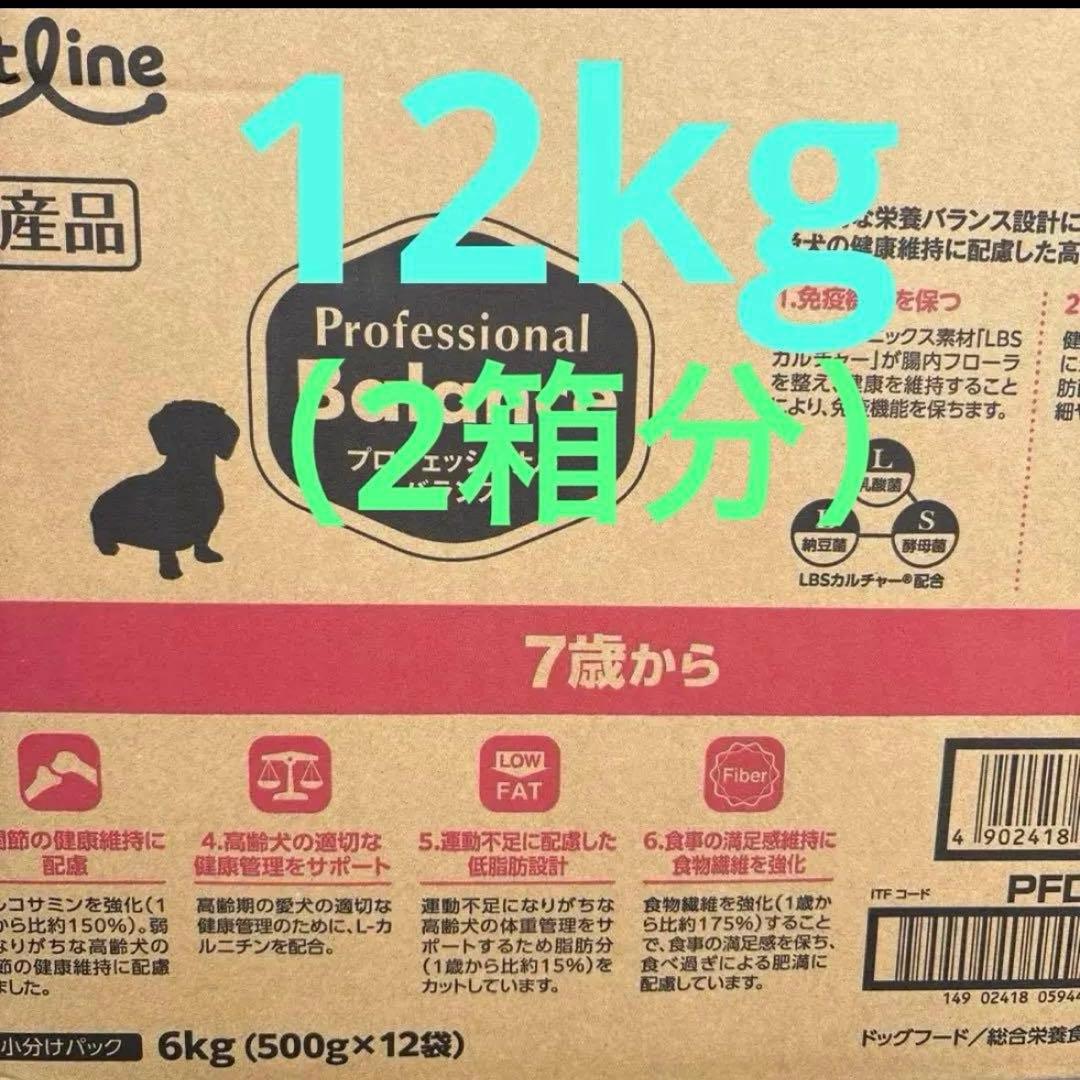 tline
産品
12kg
(2箱分)
Professional
Balance
な栄養バランス設計に
犬の健康維持に配慮した高
1.免疫 を保つ
2
ニックス素材「LBS
カルチャー」が腸内フローラ
を整え、健康を維持すること
により、免疫機能を保ちます。
健
に
肪
細や
L
乳酸菌
納豆菌
S
酵母菌
LBSカルチャー®配合
7歳から
LOW
FAT
Fiber
節の健康維持に
配慮
4.高齢犬の適切な
健康管理をサポート
5.運動不足に配慮した
低脂肪設計
6.食事の満足感維持に
食物繊維を強化
コサミンを強化(1
から比約150%)。弱
なりがちな高齢犬の
節の健康維持に配慮
ました。
高齢期の愛犬の適切な
健康管理のために、L-カ
ルニチンを配合。
運動不足になりがちな
高齢犬の体重管理をサ
ポートするため脂肪分
(1歳から比約15%)を
カットしています。
食物繊維を強化(1歳か
ら比約175%)すること
で、食事の満足感を保ち、
食べ過ぎによる肥満に
配慮しています。
4 902418
ITF コード
PFD
149 02418 0594
小分けパック
6kg (500g×12袋)
ドッグフード/総合栄養食